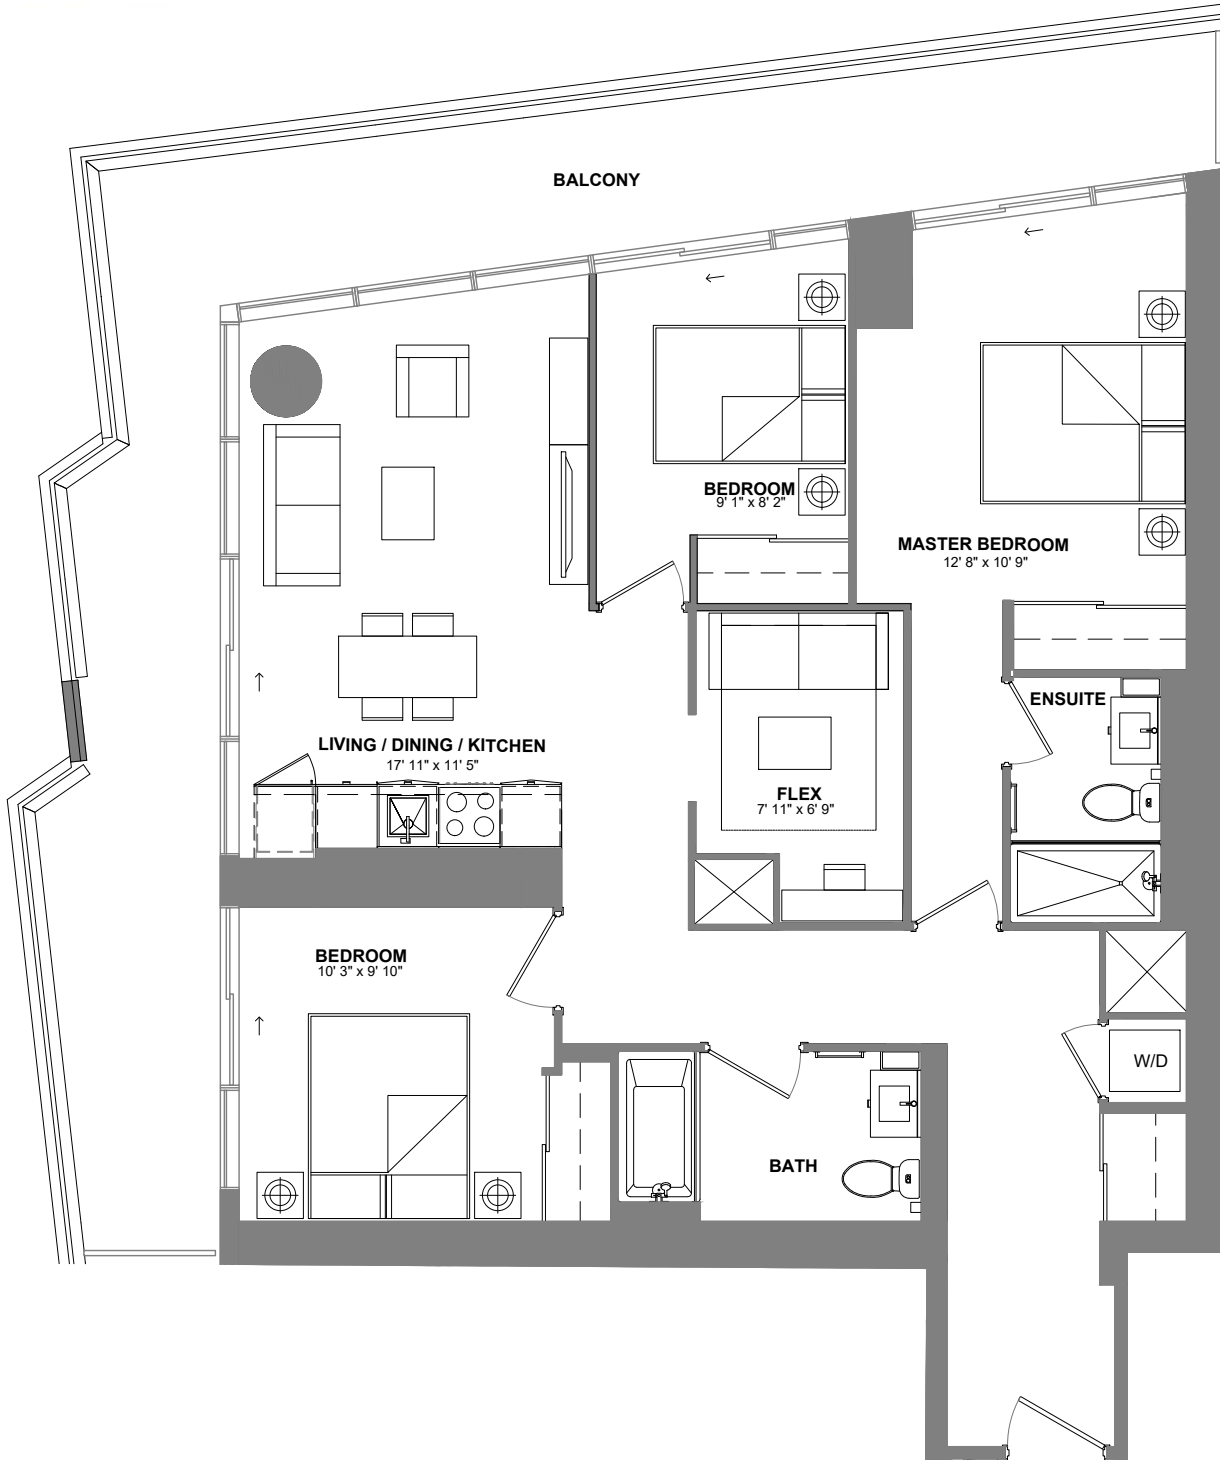 BALCONY
BEDROOM
9' 1" x 8' 2"
MASTER BEDROOM
12' 8" x 10' 9"
ENSUITE
LIVING / DINING / KITCHEN
17' 11" x 11' 5"
FLEX
7' 11" x 6' 9"
BEDROOM
10' 3" x 9' 10"
W/D
BATH